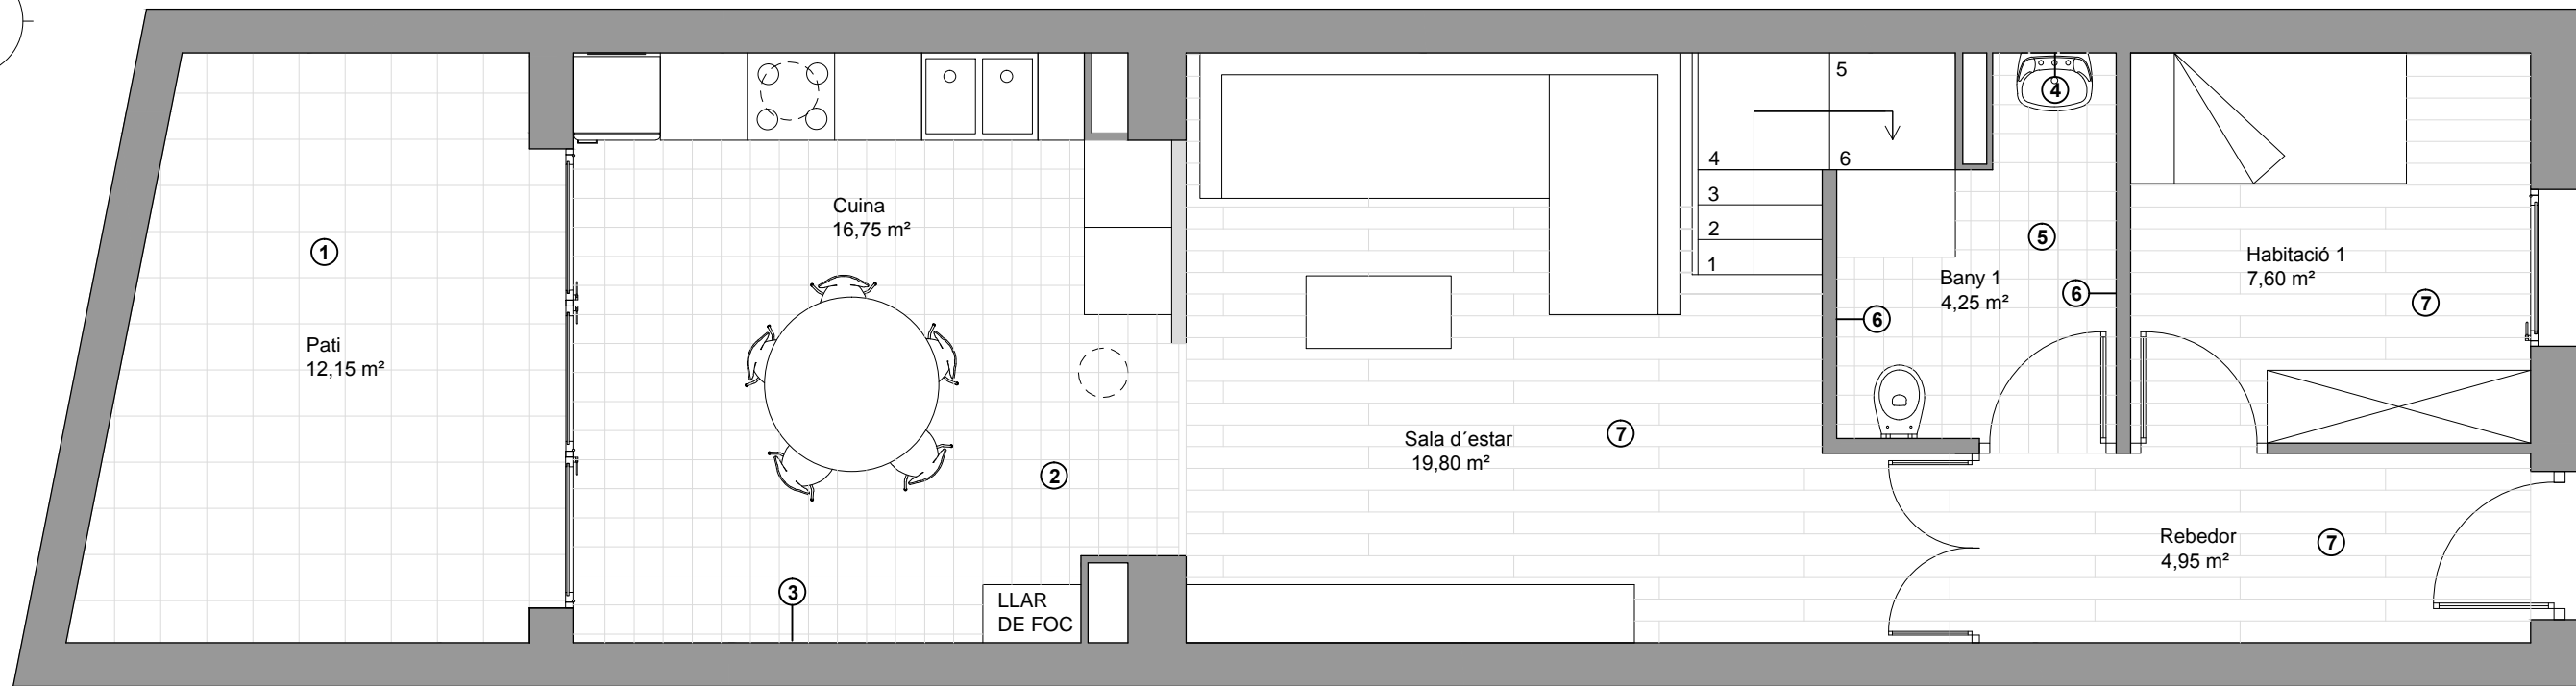 1
Pati
12,15 m²
Cuina
16,75 m²
2
3
LLAR
DE FOC
Sala d´estar
19,80 m²
7
5
4
6
3
2
1
4
5
Bany 1
4,25 m²
6
6
Habitació 1
7,60 m²
7
Rebedor
4,95 m²
7